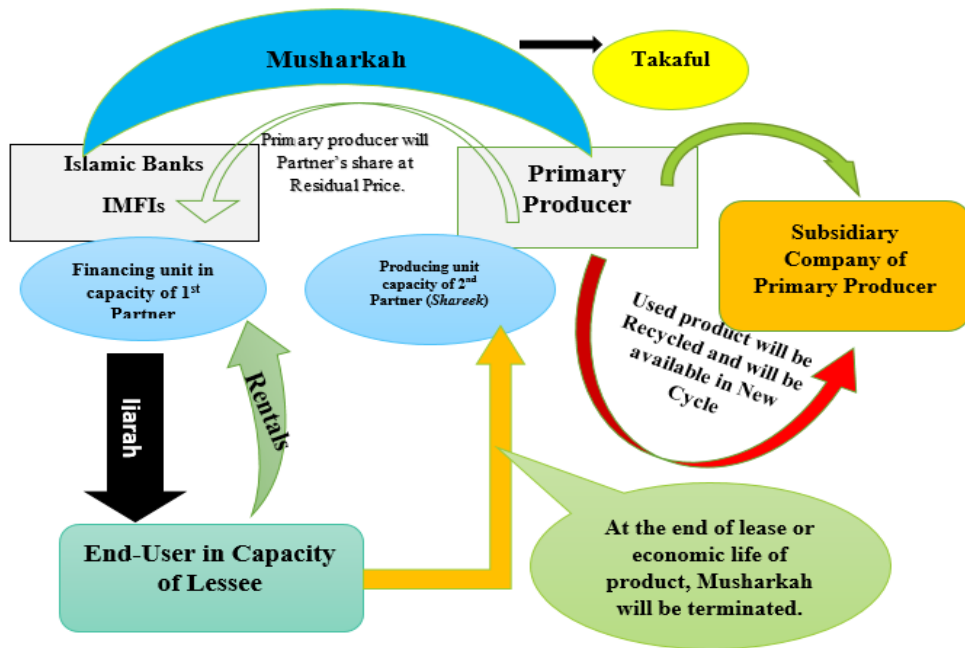 Musharkah
Takaful
Primary producer will
Partner's share at
Residual Price.
Islamic Banks
IMFIs
Primary
Producer
Subsidiary
Company of
Primary Producer
Financing unit in
capacity of 1st
Partner
Producing unit
capacity of 2nd
Partner (Shareek)
Used product will be
Recycled and will be
available in New
Cycle
Ijarah
Rentals
End-User in Capacity
of Lessee
At the end of lease or
economic life of
product, Musharkah
will be terminated.